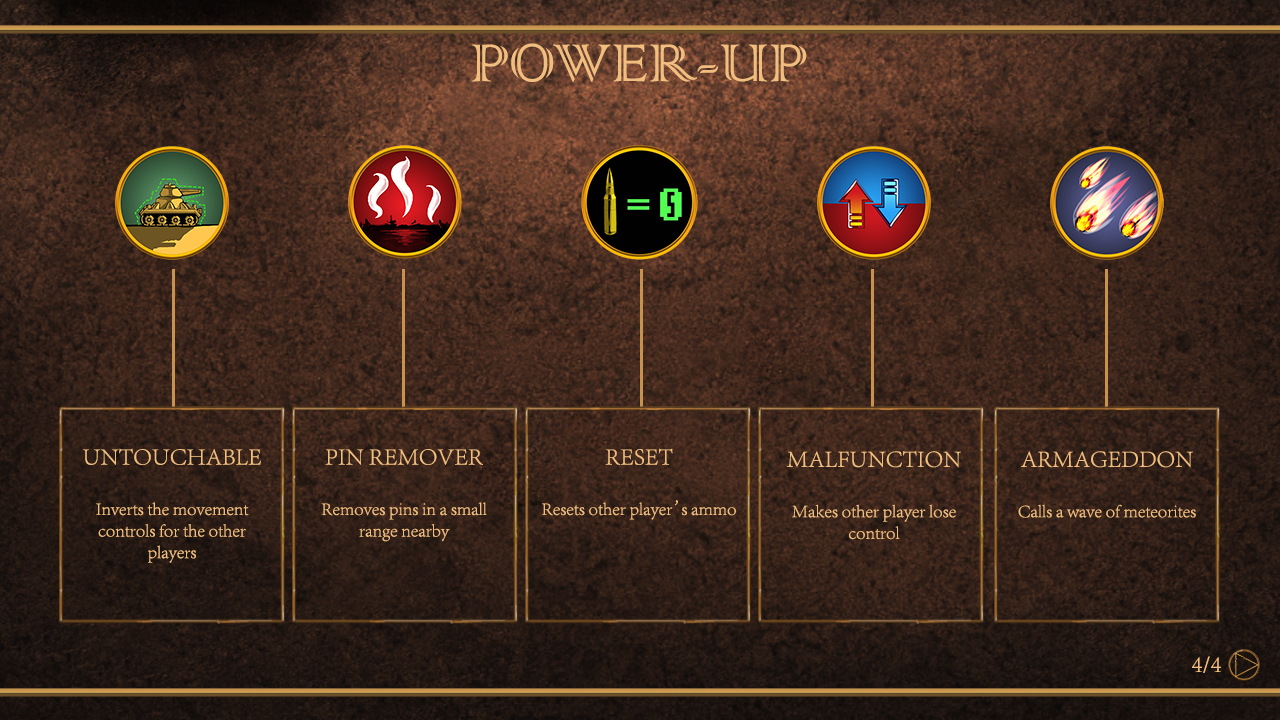 POWER-UP
= 0
UNTOUCHABLE
Inverts the movement
controls for the other
players
PIN REMOVER
Removes pins in a small
range nearby
RESET
Resets other player’s ammo
MALFUNCTION
Makes other player lose
control
ARMAGEDDON
Calls a wave of meteorites
4/4